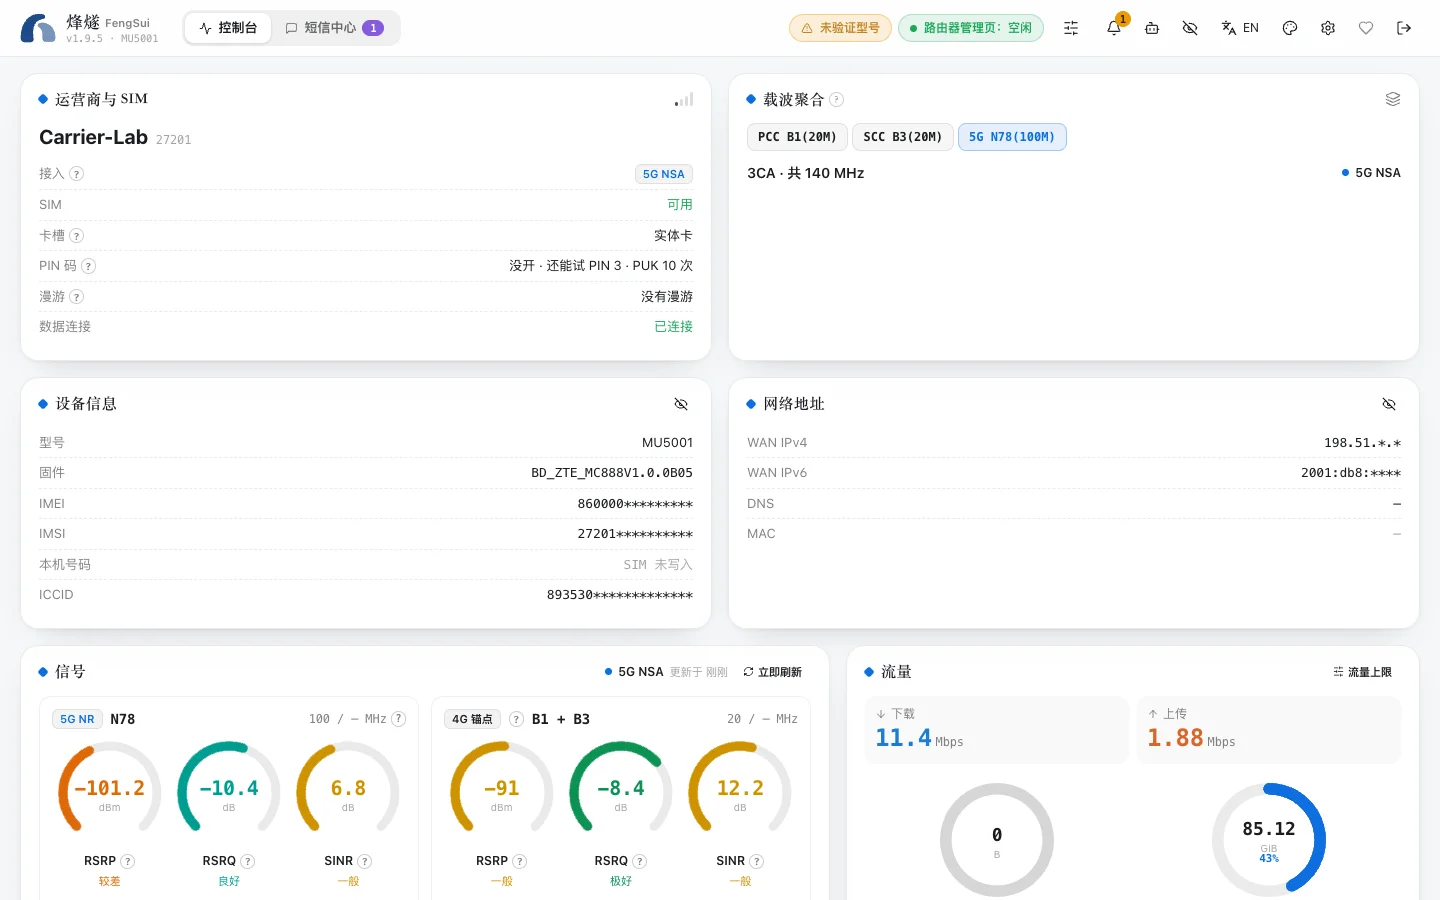 烽燧 FengSui
v1.9.5 · MU5001
控制台
短信中心 1
未验证型号
路由器管理页：空闲
1
EN
运营商与 SIM
Carrier-Lab 27201
接入 ? 5G NSA
SIM 可用
卡槽 ? 实体卡
PIN 码 ? 没开 · 还能试 PIN 3 · PUK 10 次
漫游 ? 没有漫游
数据连接 已连接
载波聚合 ?
PCC B1(20M) SCC B3(20M) 5G N78(100M)
3CA · 共 140 MHz 5G NSA
设备信息
型号 MU5001
固件 BD_ZTE_MC888V1.0.0B05
IMEI 860000*********
IMSI 27201**********
本机号码 SIM 未写入
ICCID 893530*************
网络地址
WAN IPv4 198.51.*.*
WAN IPv6 2001:db8:****
DNS —
MAC —
信号 5G NSA 更新于 刚刚 立即刷新
5G NR N78 100 / — MHz ?
-101.2 dBm
-10.4 dB
6.8 dB
RSRP ? RSRQ ? SINR ?
较差 良好 一般
4G 锚点 ? B1 + B3 20 / — MHz
-91 dBm
-8.4 dB
12.2 dB
RSRP ? RSRQ ? SINR ?
一般 极好 一般
流量 流量上限
下载
11.4 Mbps
上传
1.88 Mbps
0
B
85.12
GiB
43%